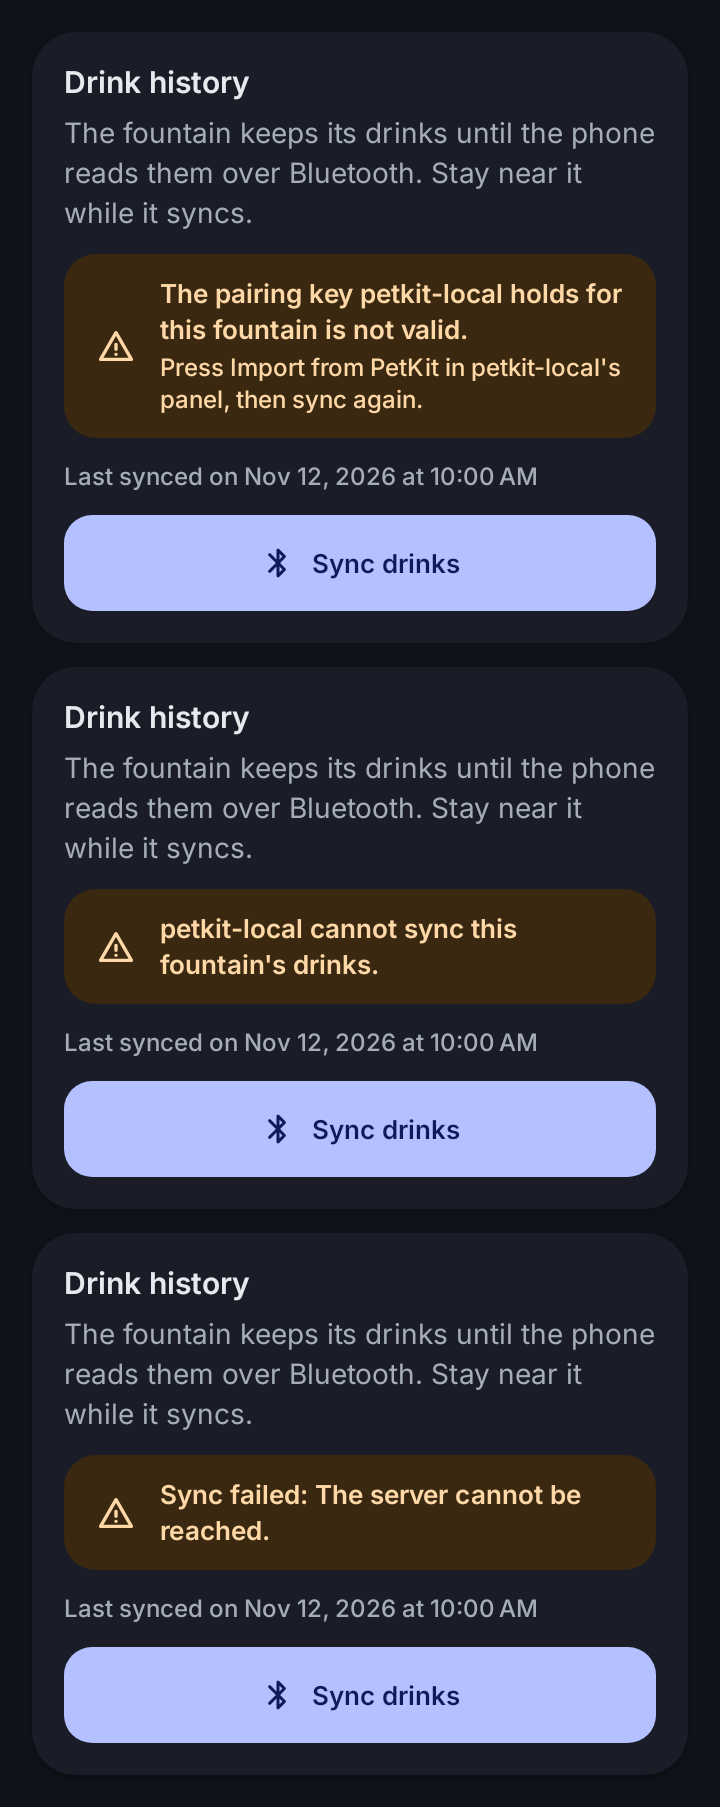 Drink history
The fountain keeps its drinks until the phone
reads them over Bluetooth. Stay near it
while it syncs.
The pairing key petkit-local holds for
this fountain is not valid.
Press Import from PetKit in petkit-local's
panel, then sync again.
Last synced on Nov 12, 2026 at 10:00 AM
Sync drinks
Drink history
The fountain keeps its drinks until the phone
reads them over Bluetooth. Stay near it
while it syncs.
petkit-local cannot sync this
fountain's drinks.
Last synced on Nov 12, 2026 at 10:00 AM
Sync drinks
Drink history
The fountain keeps its drinks until the phone
reads them over Bluetooth. Stay near it
while it syncs.
Sync failed: The server cannot be
reached.
Last synced on Nov 12, 2026 at 10:00 AM
Sync drinks